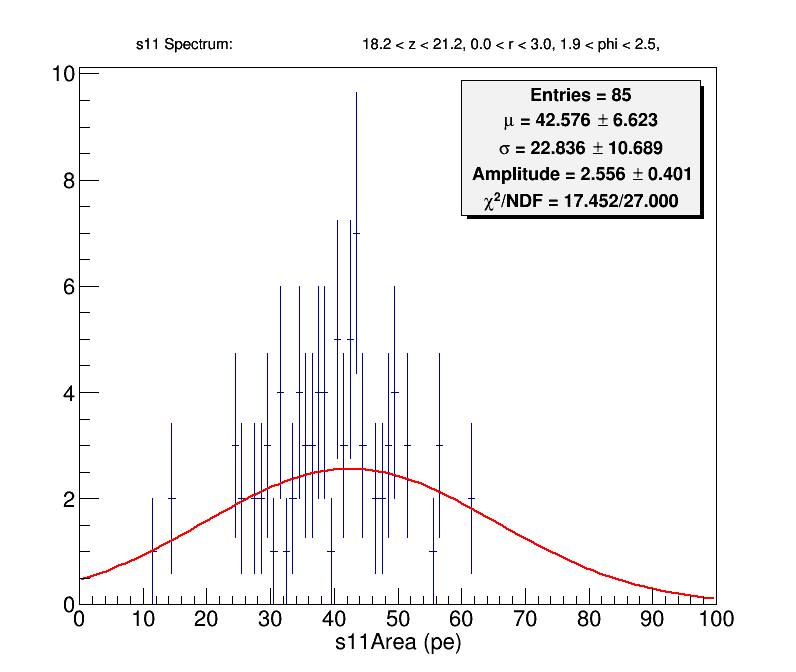 s11 Spectrum: 18.2 < z < 21.2, 0.0 < r < 3.0, 1.9 < phi < 2.5,
Entries = 85
μ = 42.576 ± 6.623
σ = 22.836 ± 10.689
Amplitude = 2.556 ± 0.401
χ²/NDF = 17.452/27.000
10
8
6
4
2
0
0 10 20 30 40 50 60 70 80 90 100
s11Area (pe)